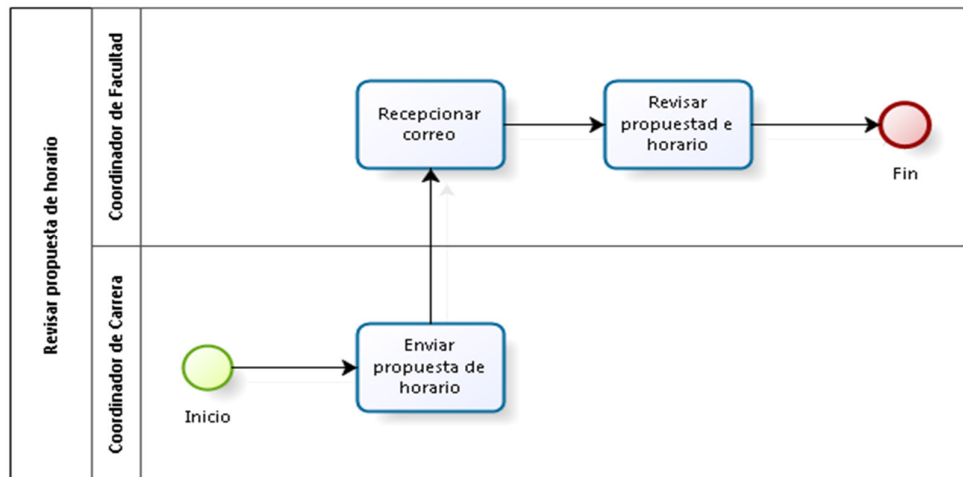 Revisar propuesta de horario
Coordinador de Facultad
Recepcionar
correo
Revisar
propuestad e
horario
Fin
Coordinador de Carrera
Inicio
Enviar
propuesta de
horario